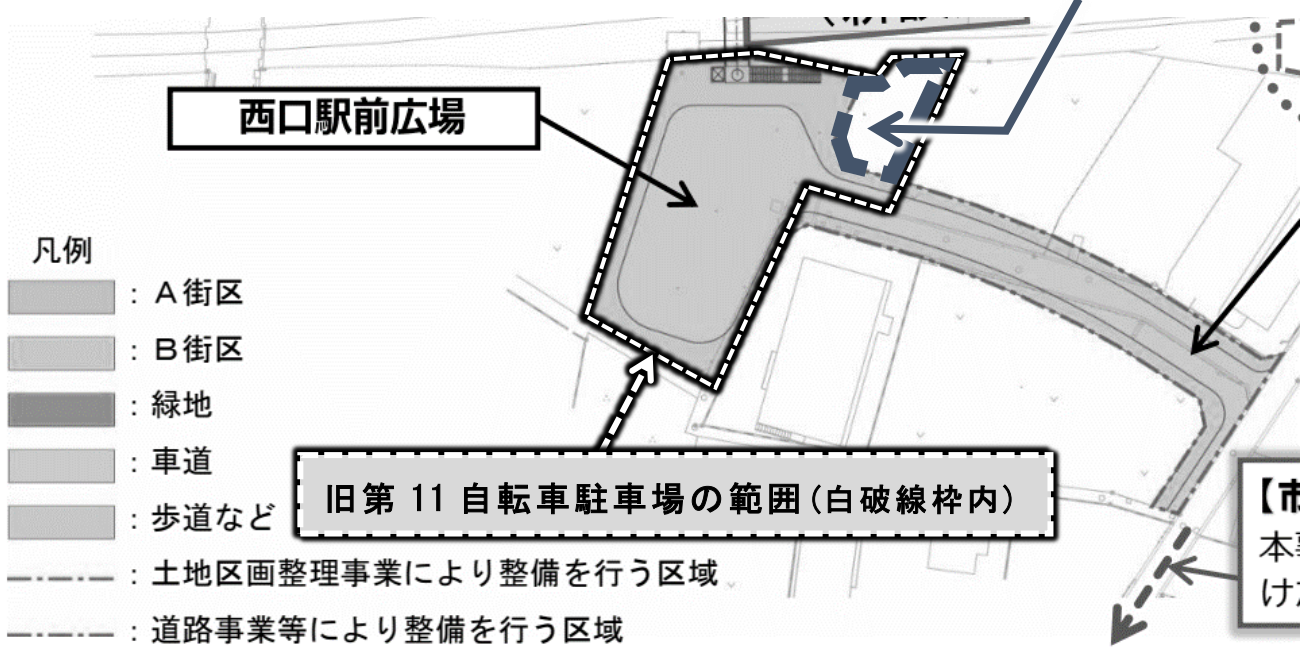 西口駅前広場
凡例
：Ａ街区
：Ｂ街区
：緑地
：車道
：歩道など
：土地区画整理事業により整備を行う区域
：道路事業等により整備を行う区域
旧第 11 自転車駐車場の範囲(白破線枠内)
【市
本
け